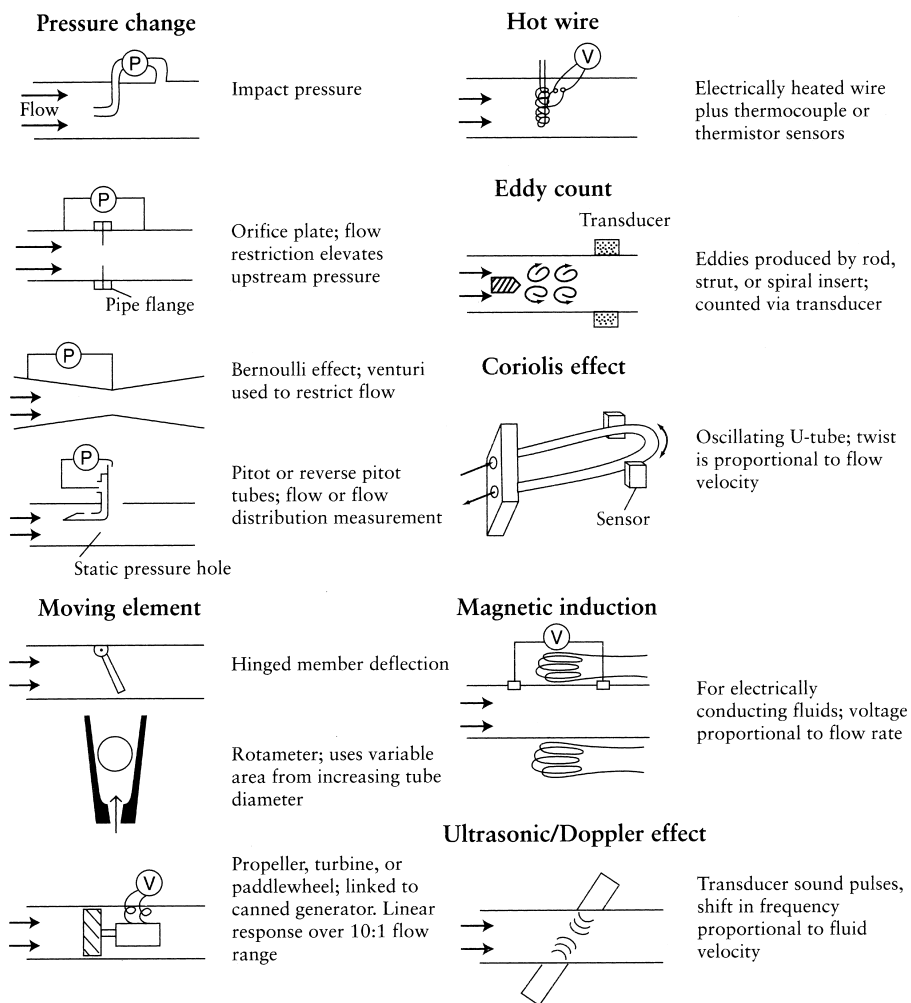 Pressure change
P
Flow
Impact pressure
P
Pipe flange
Orifice plate; flow
restriction elevates
upstream pressure
P
Bernoulli effect; venturi
used to restrict flow
P
Static pressure hole
Pitot or reverse pitot
tubes; flow or flow
distribution measurement
Moving element
Hinged member deflection
Rotameter; uses variable
area from increasing tube
diameter
V
Propeller, turbine, or
paddlewheel; linked to
canned generator. Linear
response over 10:1 flow
range
Hot wire
V
Electrically heated wire
plus thermocouple or
thermistor sensors
Eddy count
Transducer
Eddies produced by rod,
strut, or spiral insert;
counted via transducer
Coriolis effect
Sensor
Oscillating U-tube; twist
is proportional to flow
velocity
Magnetic induction
V
For electrically
conducting fluids; voltage
proportional to flow rate
Ultrasonic/Doppler effect
Transducer sound pulses,
shift in frequency
proportional to fluid
velocity